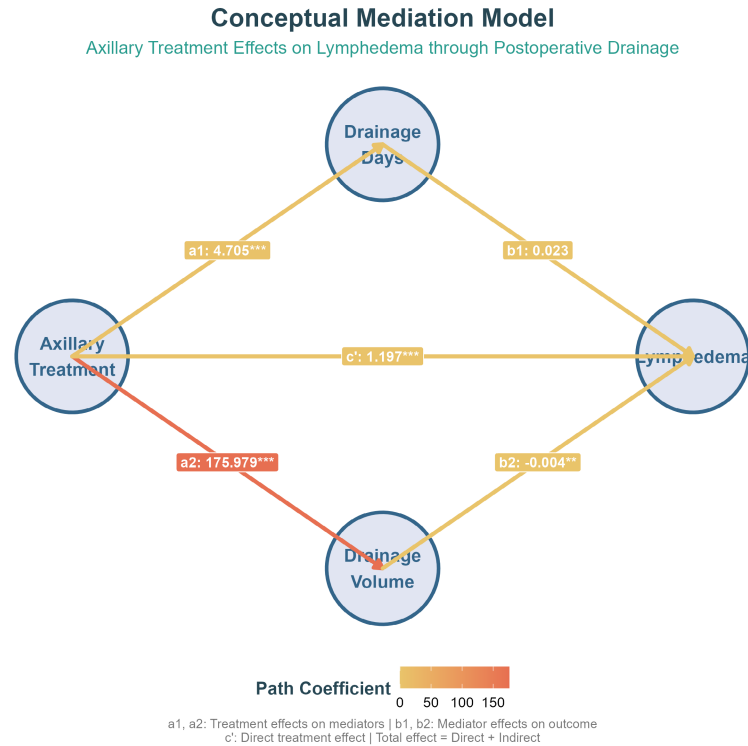 Conceptual Mediation Model
Axillary Treatment Effects on Lymphedema through Postoperative Drainage
Drainage
Days
a1: 4.705***
b1: 0.023
Axillary
Treatment
c': 1.197***
Lymphedema
a2: 175.979***
b2: -0.004**
Drainage
Volume
Path Coefficient
0 50 100 150
a1, a2: Treatment effects on mediators | b1, b2: Mediator effects on outcome
c': Direct treatment effect | Total effect = Direct + Indirect